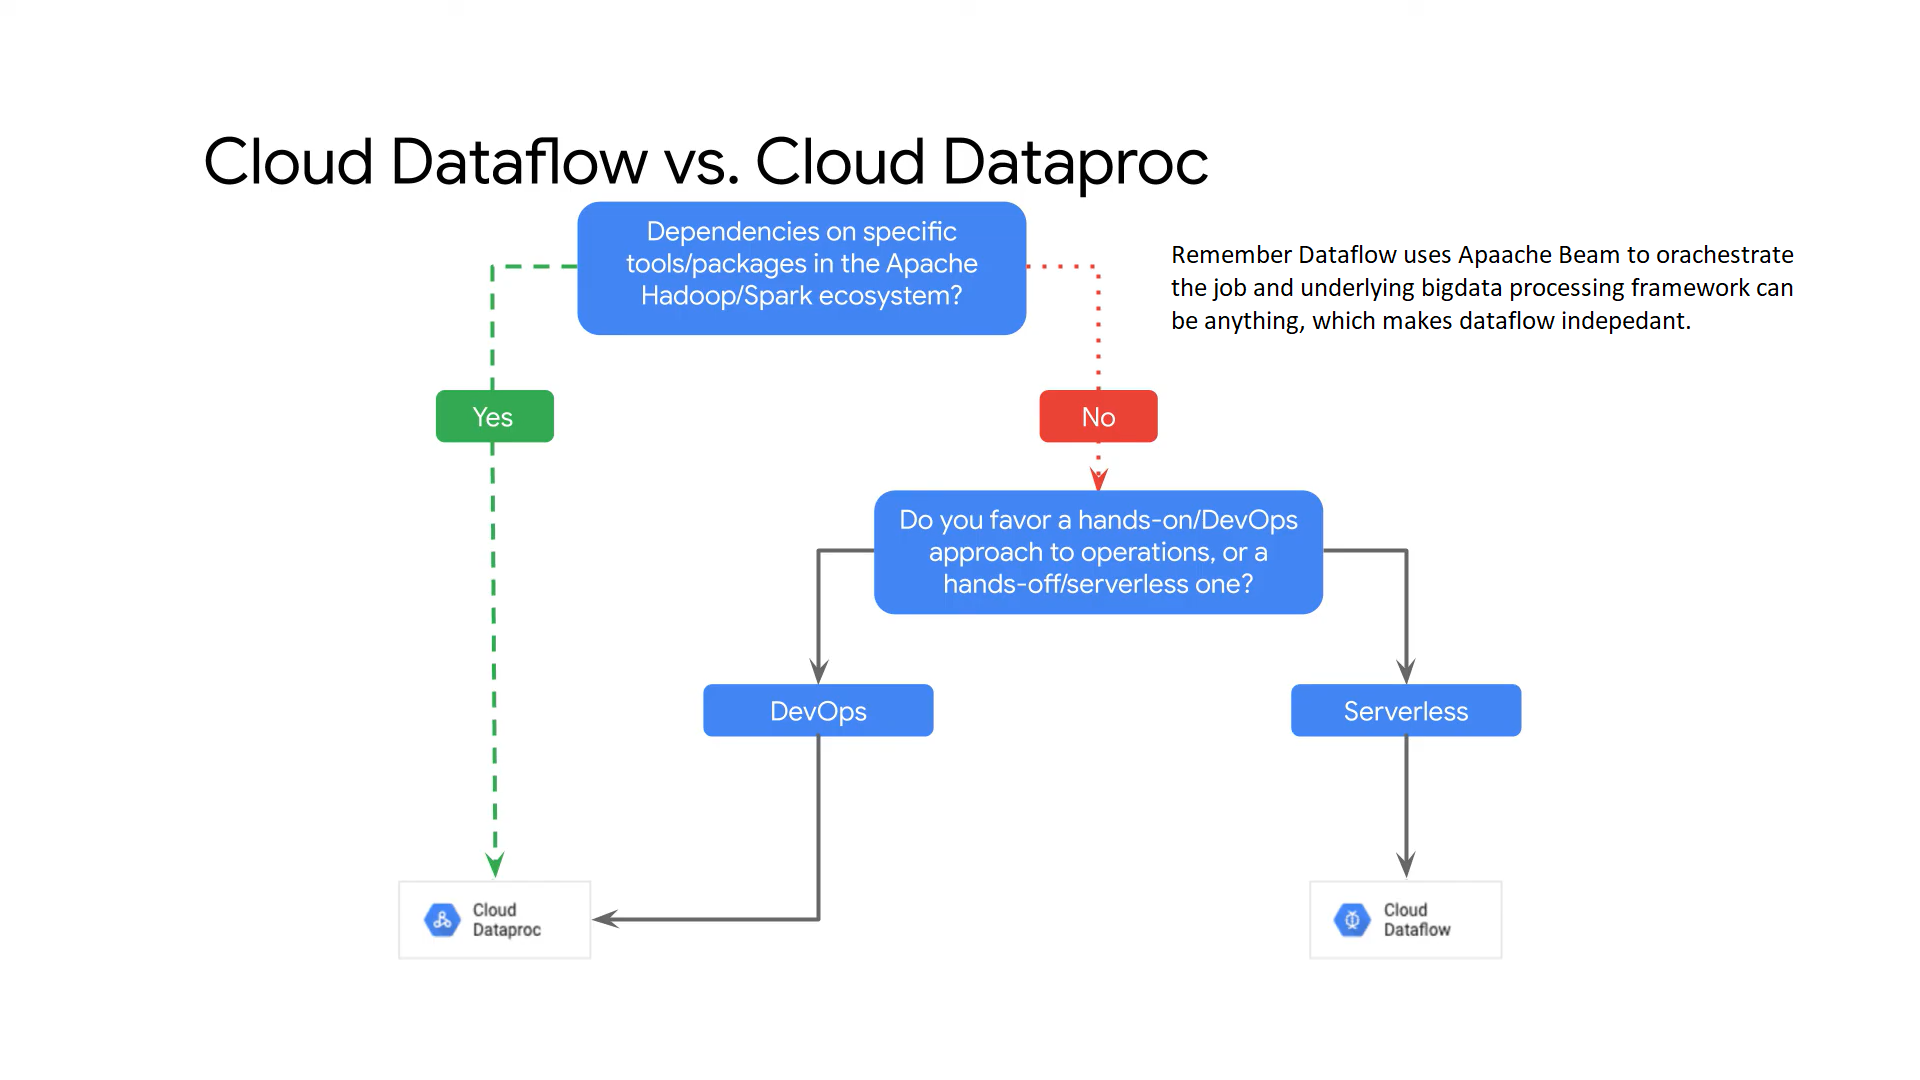 Cloud Dataflow vs. Cloud Dataproc
Dependencies on specific
tools/packages in the Apache
Hadoop/Spark ecosystem?
Remember Dataflow uses Apaache Beam to orachestrate
the job and underlying bigdata processing framework can
be anything, which makes dataflow indepedant.
Yes
No
Do you favor a hands-on/DevOps
approach to operations, or a
hands-off/serverless one?
DevOps
Serverless
Cloud
Dataproc
Cloud
Dataflow